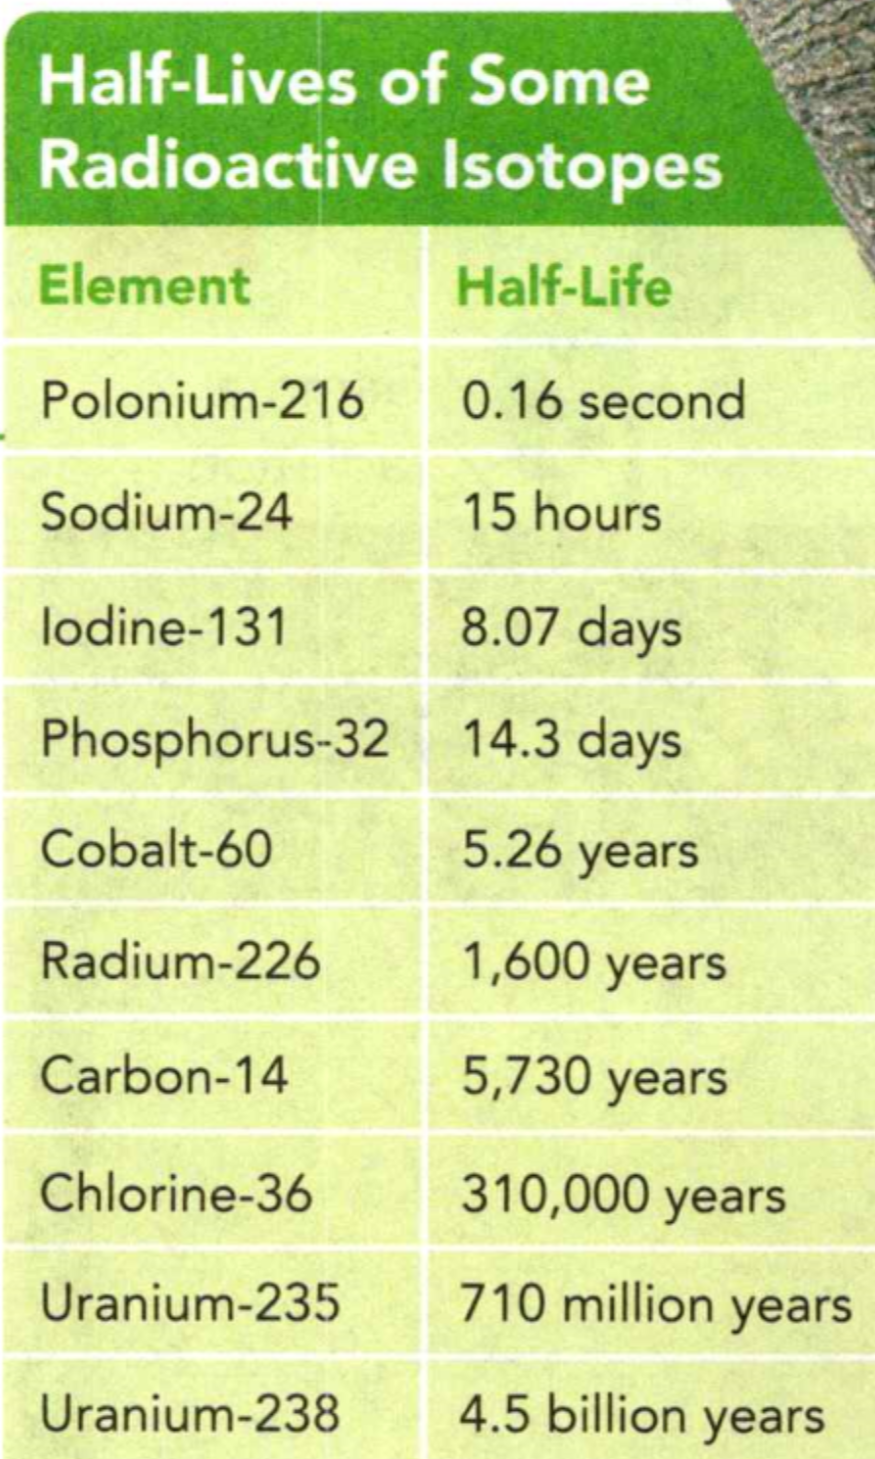 Half-Lives of Some
Radioactive Isotopes
Element Half-Life
Polonium-216 0.16 second
Sodium-24 15 hours
Iodine-131 8.07 days
Phosphorus-32 14.3 days
Cobalt-60 5.26 years
Radium-226 1,600 years
Carbon-14 5,730 years
Chlorine-36 310,000 years
Uranium-235 710 million years
Uranium-238 4.5 billion years